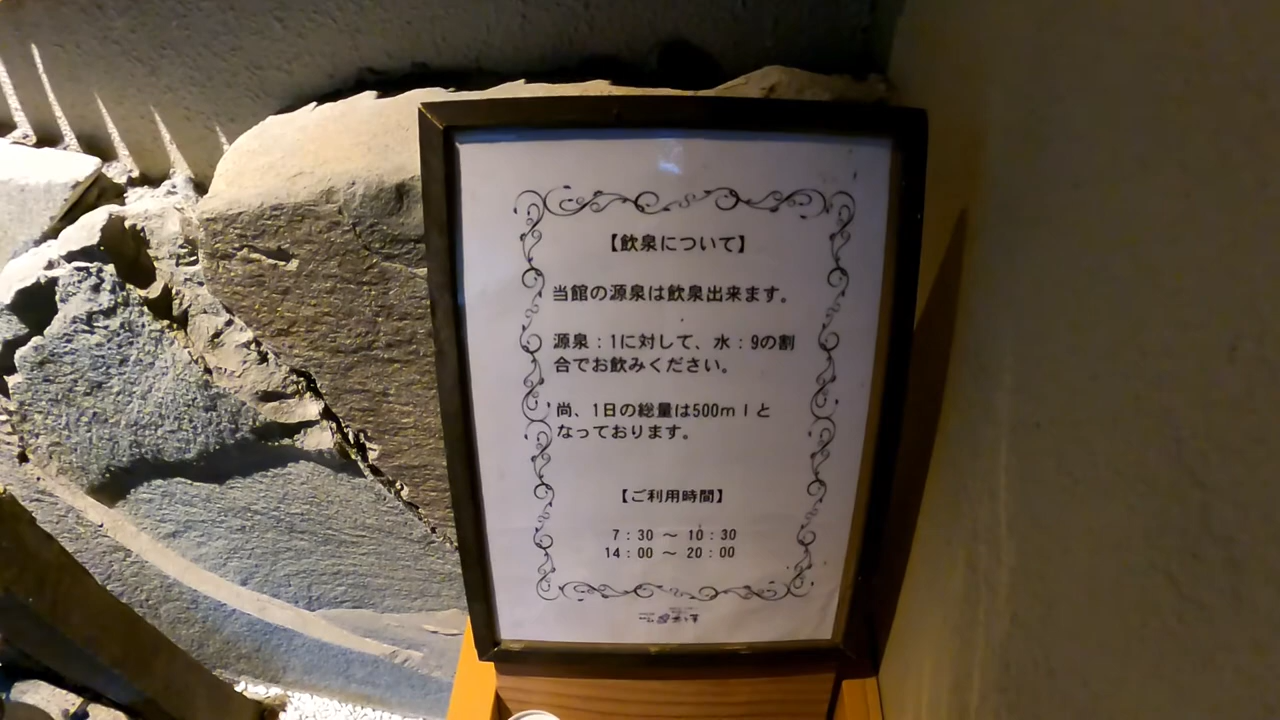 【飲泉について】
当館の源泉は飲泉出来ます。
源泉：1に対して、水：9の割
合でお飲みください。
尚、1日の総量は500ｍｌと
なっております。
【ご利用時間】
7：30 ～ 10：30
14：00 ～ 20：00